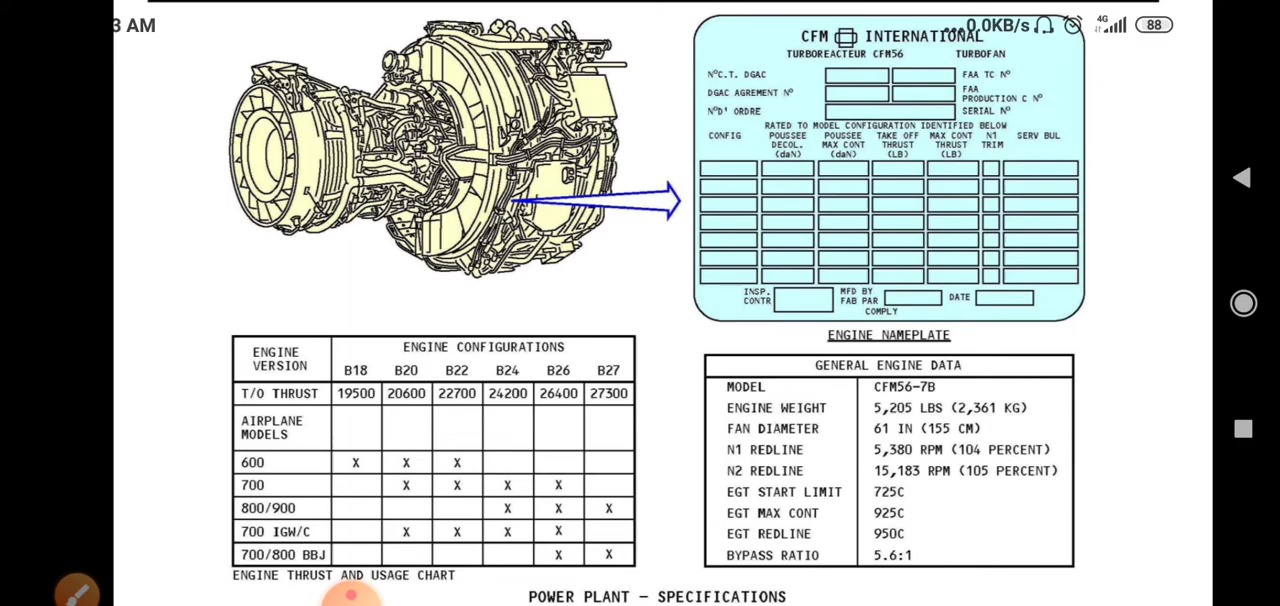 3 AM
0.0KB/s 4G 88
CFM INTERNATIONAL
TURBOREACTEUR CFM56 TURBOFAN
N°C.T. DGAC FAA TC N°
DGAC AGREMENT N° FAA PRODUCTION C N°
N°D' ORDRE SERIAL N°
RATED TO MODEL CONFIGURATION IDENTIFIED BELOW
CONFIG POUSSEE DECOL. (daN) POUSSEE MAX CONT (daN) TAKE OFF THRUST (LB) MAX CONT THRUST (LB) N1 TRIM SERV BUL
INSP. CONTR MFD BY FAB PAR DATE
COMPLY
ENGINE NAMEPLATE
ENGINE VERSION ENGINE CONFIGURATIONS
B18 B20 B22 B24 B26 B27
T/O THRUST 19500 20600 22700 24200 26400 27300
AIRPLANE MODELS
600 X X X
700 X X X X
800/900 X X X
700 IGW/C X X X X
700/800 BBJ X X
ENGINE THRUST AND USAGE CHART
GENERAL ENGINE DATA
MODEL CFM56-7B
ENGINE WEIGHT 5,205 LBS (2,361 KG)
FAN DIAMETER 61 IN (155 CM)
N1 REDLINE 5,380 RPM (104 PERCENT)
N2 REDLINE 15,183 RPM (105 PERCENT)
EGT START LIMIT 725C
EGT MAX CONT 925C
EGT REDLINE 950C
BYPASS RATIO 5.6:1
POWER PLANT – SPECIFICATIONS